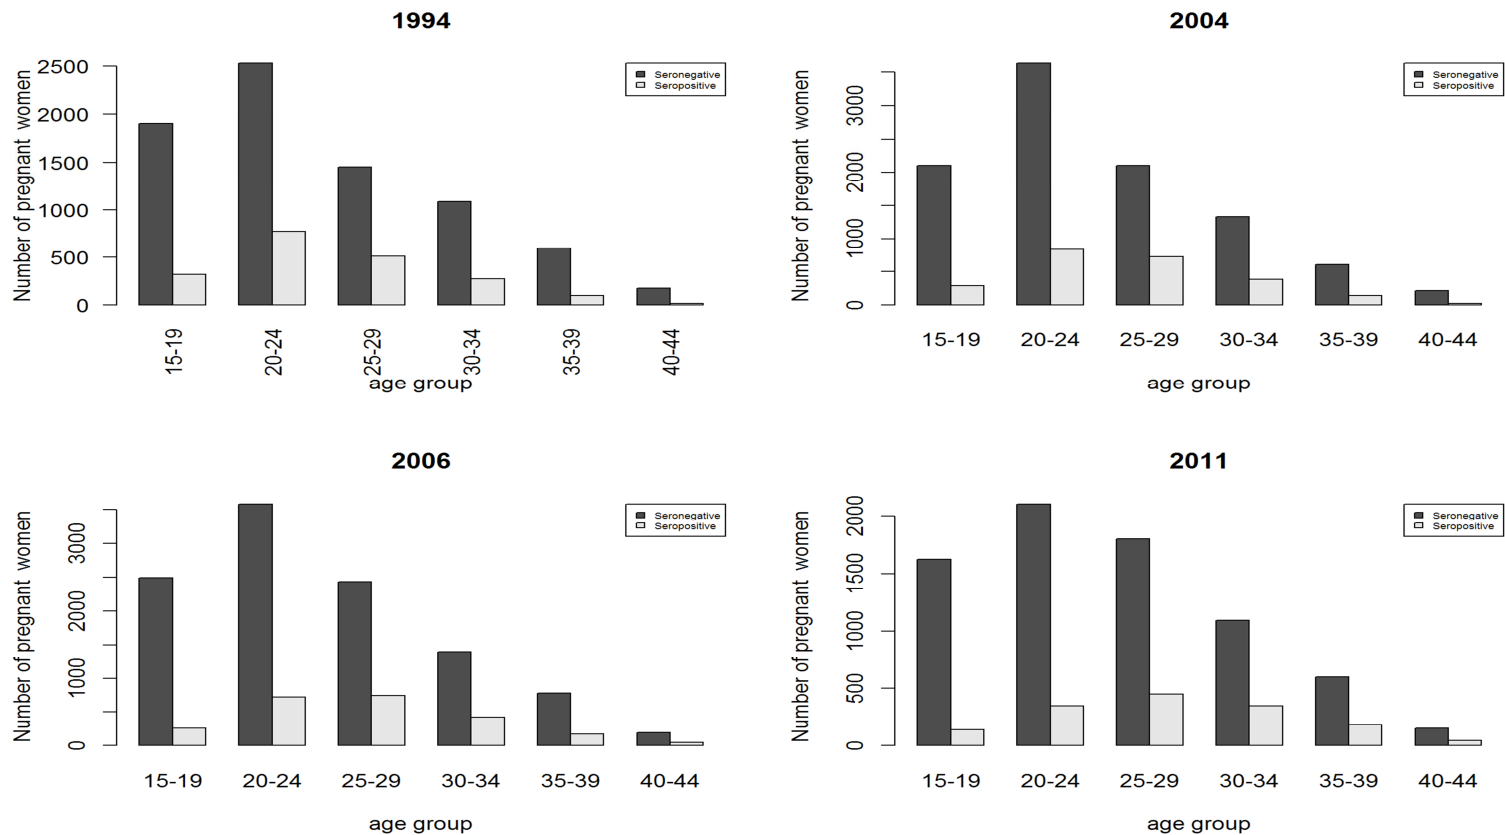 1994
Number of pregnant women
2500
2000
1500
1000
500
0
Seronegative
Seropositive
15-19
20-24
25-29
30-34
35-39
40-44
age group
2004
Number of pregnant women
3000
2000
1000
0
Seronegative
Seropositive
15-19 20-24 25-29 30-34 35-39 40-44
age group
2006
Number of pregnant women
3000
2000
1000
0
Seronegative
Seropositive
15-19 20-24 25-29 30-34 35-39 40-44
age group
2011
Number of pregnant women
2000
1500
1000
500
0
Seronegative
Seropositive
15-19 20-24 25-29 30-34 35-39 40-44
age group